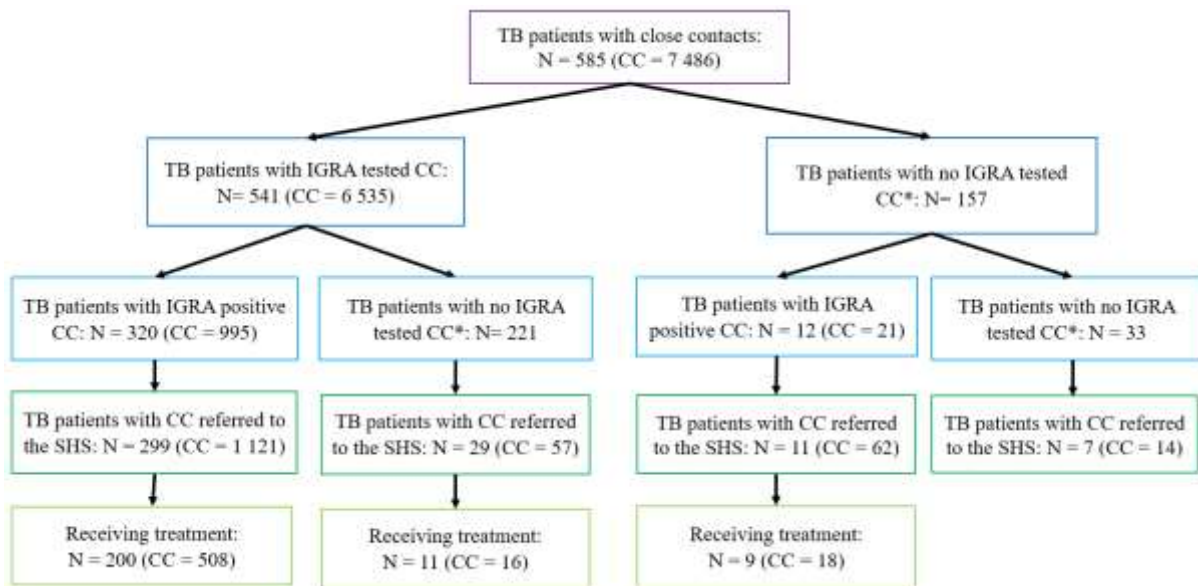 TB patients with close contacts:
N = 585 (CC = 7 486)
TB patients with IGRA tested CC:
N= 541 (CC = 6 535)
TB patients with no IGRA tested
CC*: N= 157
TB patients with IGRA positive
CC: N = 320 (CC = 995)
TB patients with no IGRA
tested CC*: N= 221
TB patients with IGRA
positive CC: N = 12 (CC = 21)
TB patients with no IGRA
tested CC*: N = 33
TB patients with CC referred to
the SHS: N = 299 (CC = 1 121)
TB patients with CC referred
to the SHS: N = 29 (CC = 57)
TB patients with CC referred
to the SHS: N = 11 (CC = 62)
TB patients with CC referred
to the SHS: N = 7 (CC = 14)
Receiving treatment:
N = 200 (CC = 508)
Receiving treatment:
N = 11 (CC = 16)
Receiving treatment:
N = 9 (CC = 18)